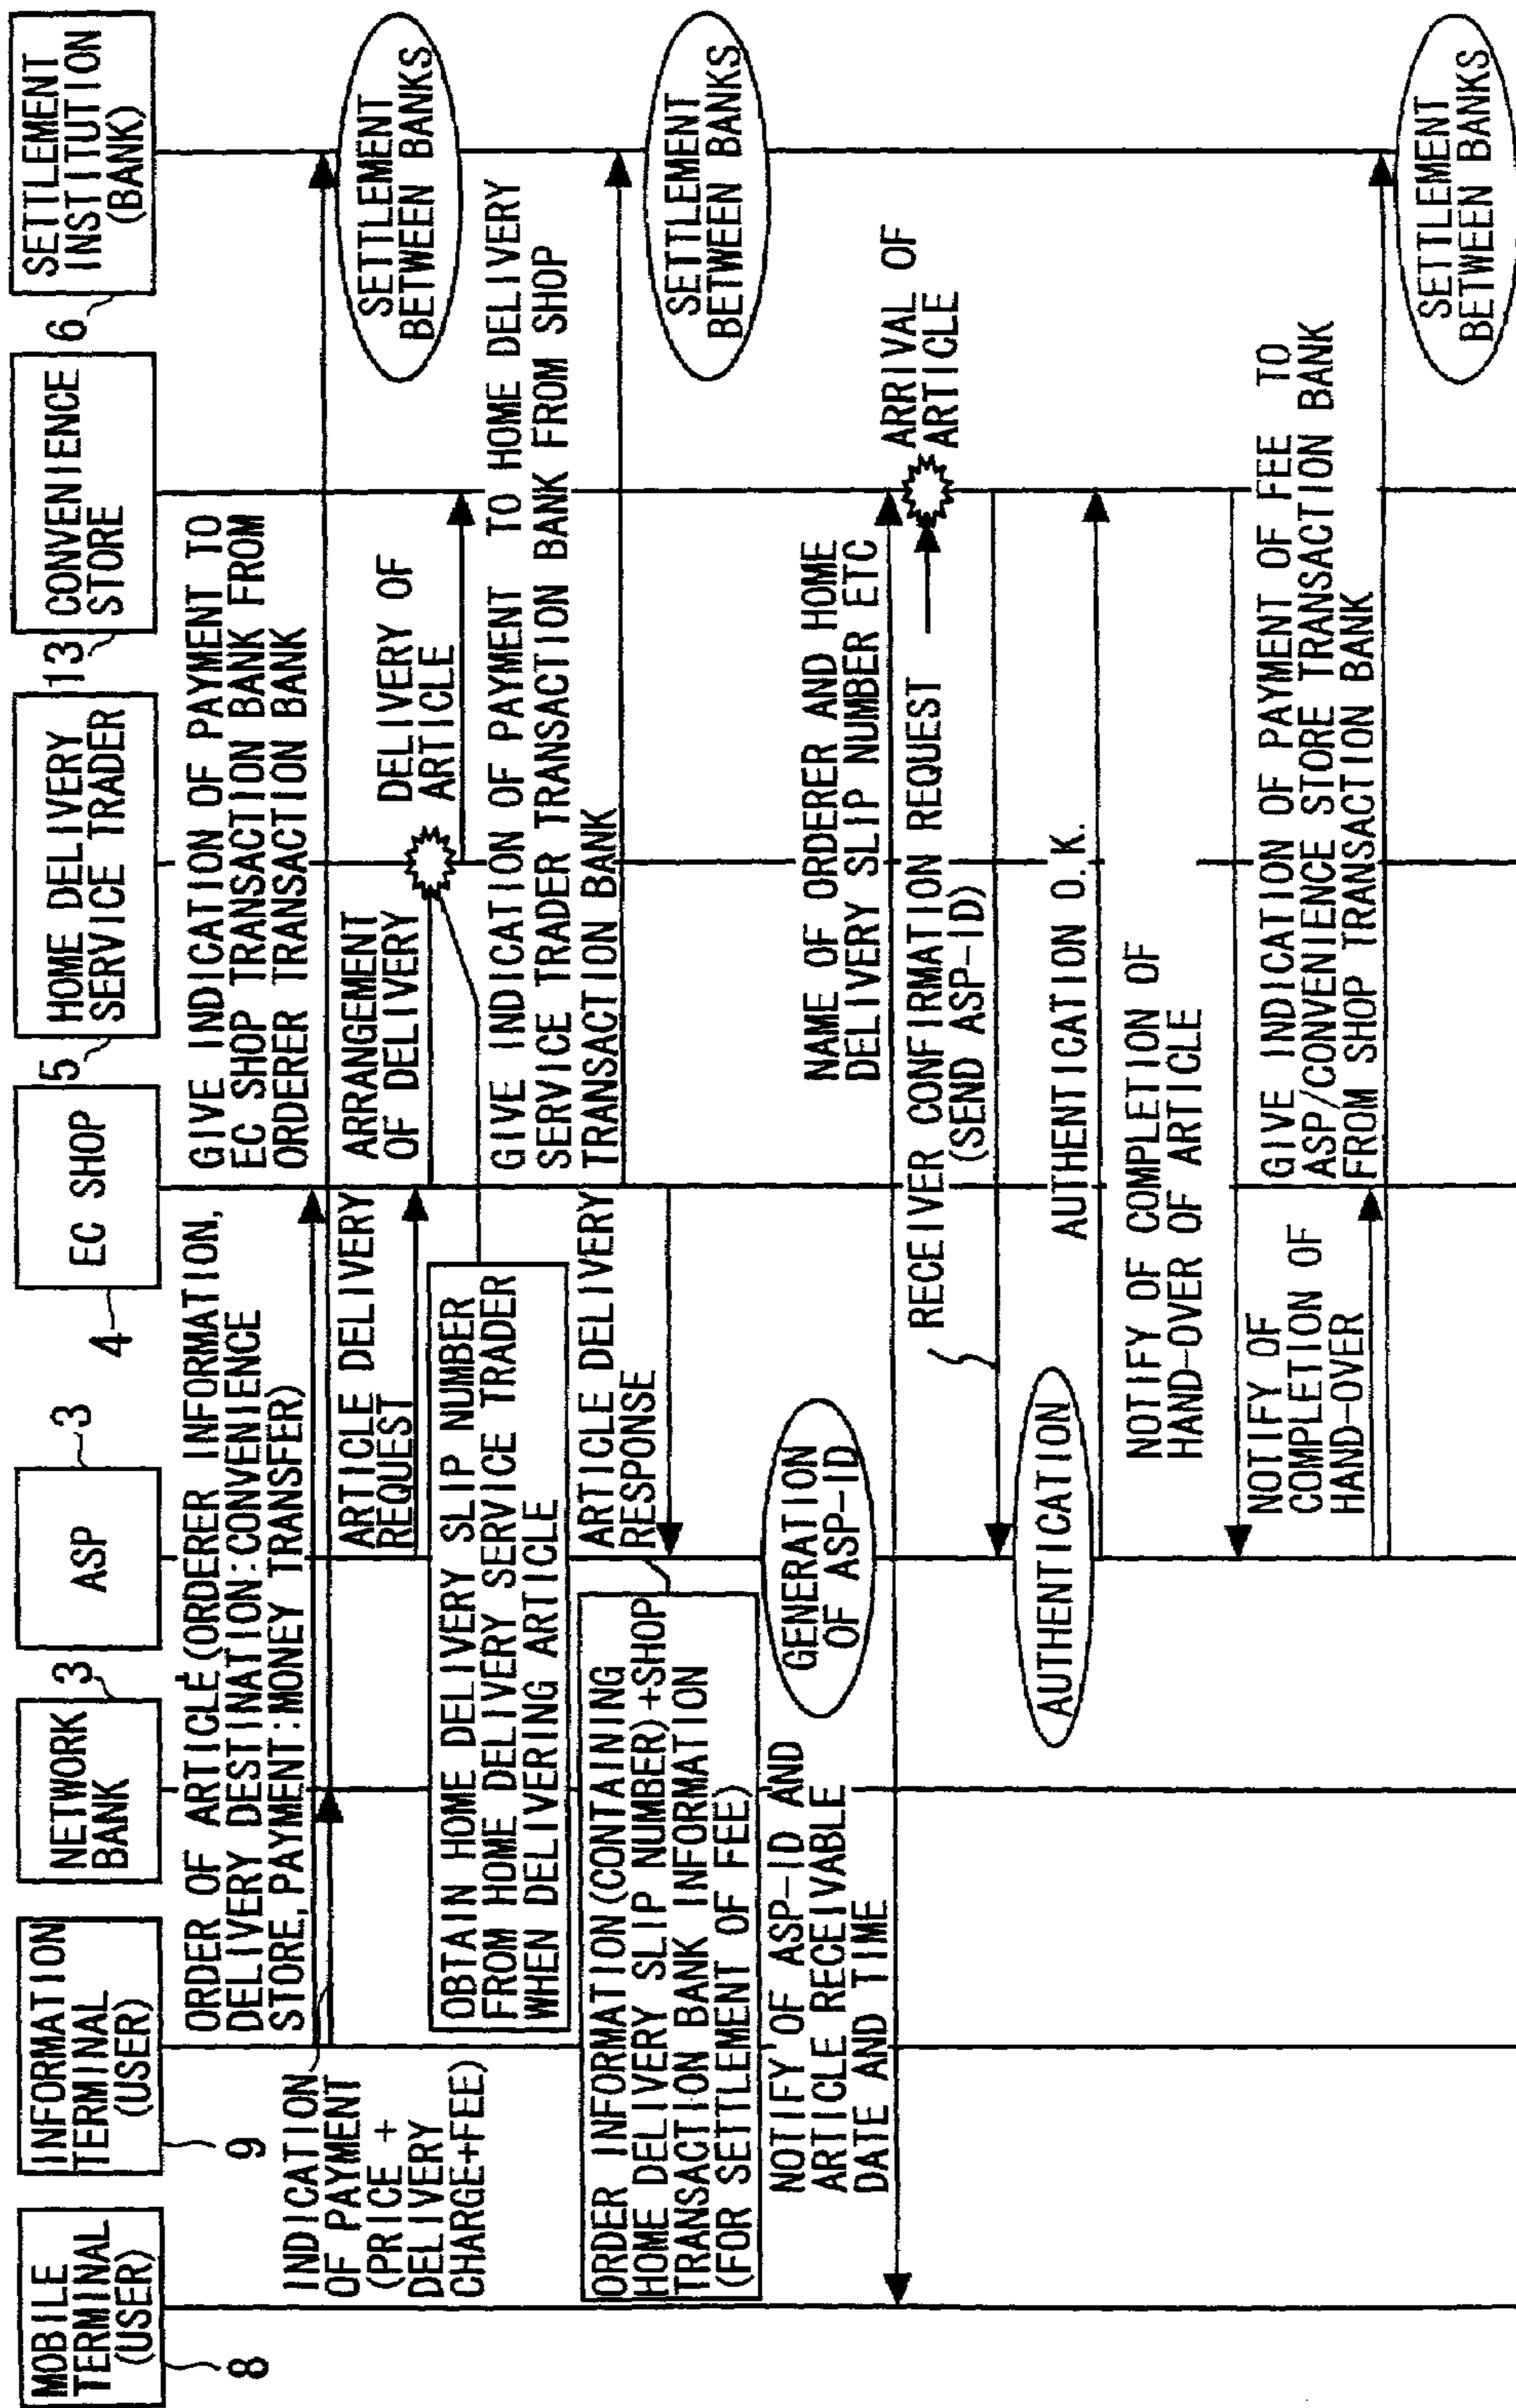 MOBILE
TERMINAL
(USER)
8
INFORMATION
TERMINAL
(USER)
9
NETWORK
BANK
3
ASP
3
EC SHOP
4
HOME DELIVERY
SERVICE TRADER
5
CONVENIENCE
STORE
13
SETTLEMENT
INSTITUTION
(BANK)
6
ORDER OF ARTICLE(ORDERER INFORMATION,
DELIVERY DESTINATION:CONVENIENCE
STORE,PAYMENT:MONEY TRANSFER)
INDICATION
OF PAYMENT
(PRICE +
DELIVERY
CHARGE+FEE)
GIVE INDICATION OF PAYMENT TO
EC SHOP TRANSACTION BANK FROM
ORDERER TRANSACTION BANK
SETTLEMENT
BETWEEN BANKS
ARTICLE DELIVERY
REQUEST
ARRANGEMENT
OF DELIVERY
DELIVERY OF
ARTICLE
OBTAIN HOME DELIVERY SLIP NUMBER
FROM HOME DELIVERY SERVICE TRADER
WHEN DELIVERING ARTICLE
GIVE INDICATION OF PAYMENT TO HOME DELIVERY
SERVICE TRADER TRANSACTION BANK FROM SHOP
TRANSACTION BANK
SETTLEMENT
BETWEEN BANKS
ARTICLE DELIVERY
RESPONSE
ORDER INFORMATION(CONTAINING
HOME DELIVERY SLIP NUMBER)+SHOP
TRANSACTION BANK INFORMATION
(FOR SETTLEMENT OF FEE)
GENERATION
OF ASP-ID
NOTIFY OF ASP-ID AND
ARTICLE RECEIVABLE
DATE AND TIME
NAME OF ORDERER AND HOME
DELIVERY SLIP NUMBER ETC
ARRIVAL OF
ARTICLE
RECEIVER CONFIRMATION REQUEST
(SEND ASP-ID)
AUTHENTICATION
AUTHENTICATION O.K.
NOTIFY OF COMPLETION OF
HAND-OVER OF ARTICLE
NOTIFY OF
COMPLETION OF
HAND-OVER
GIVE INDICATION OF PAYMENT OF FEE TO
ASP/CONVENIENCE STORE TRANSACTION BANK
FROM SHOP TRANSACTION BANK
SETTLEMENT
BETWEEN BANKS